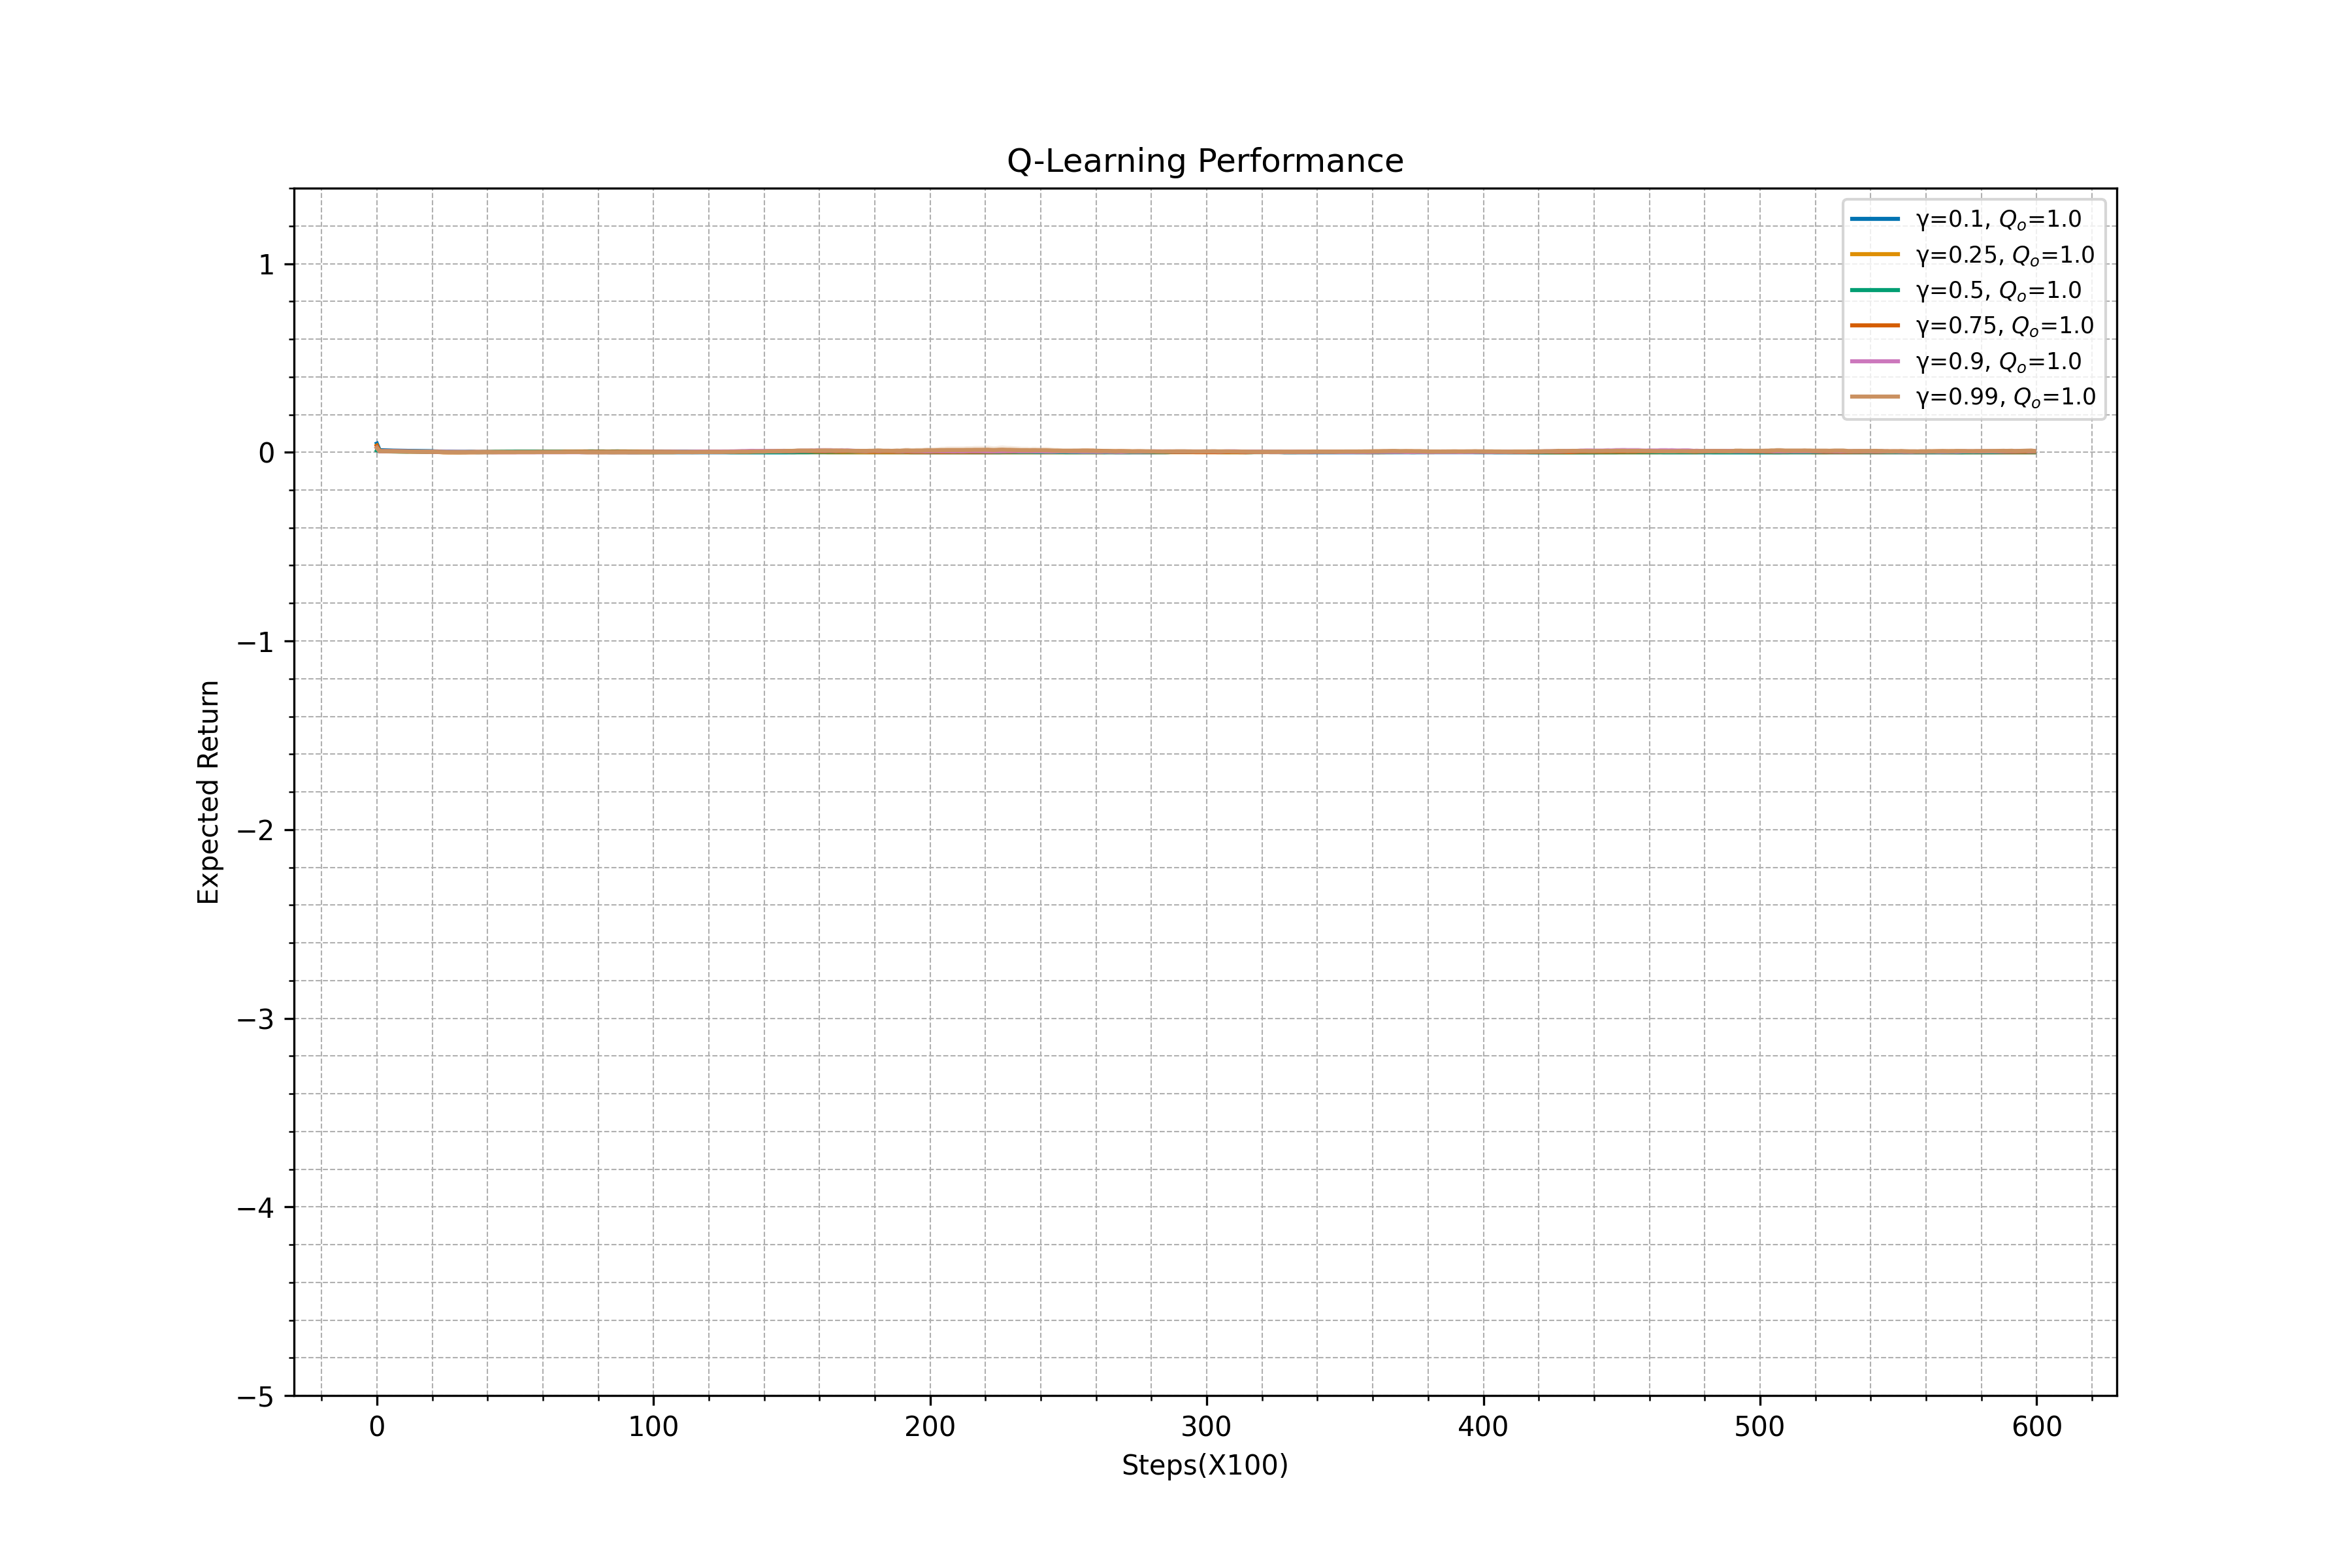 Q-Learning Performance
γ=0.1, Qₒ=1.0
γ=0.25, Qₒ=1.0
γ=0.5, Qₒ=1.0
γ=0.75, Qₒ=1.0
γ=0.9, Qₒ=1.0
γ=0.99, Qₒ=1.0
1
0
−1
−2
−3
−4
−5
Expected Return
0 100 200 300 400 500 600
Steps(X100)